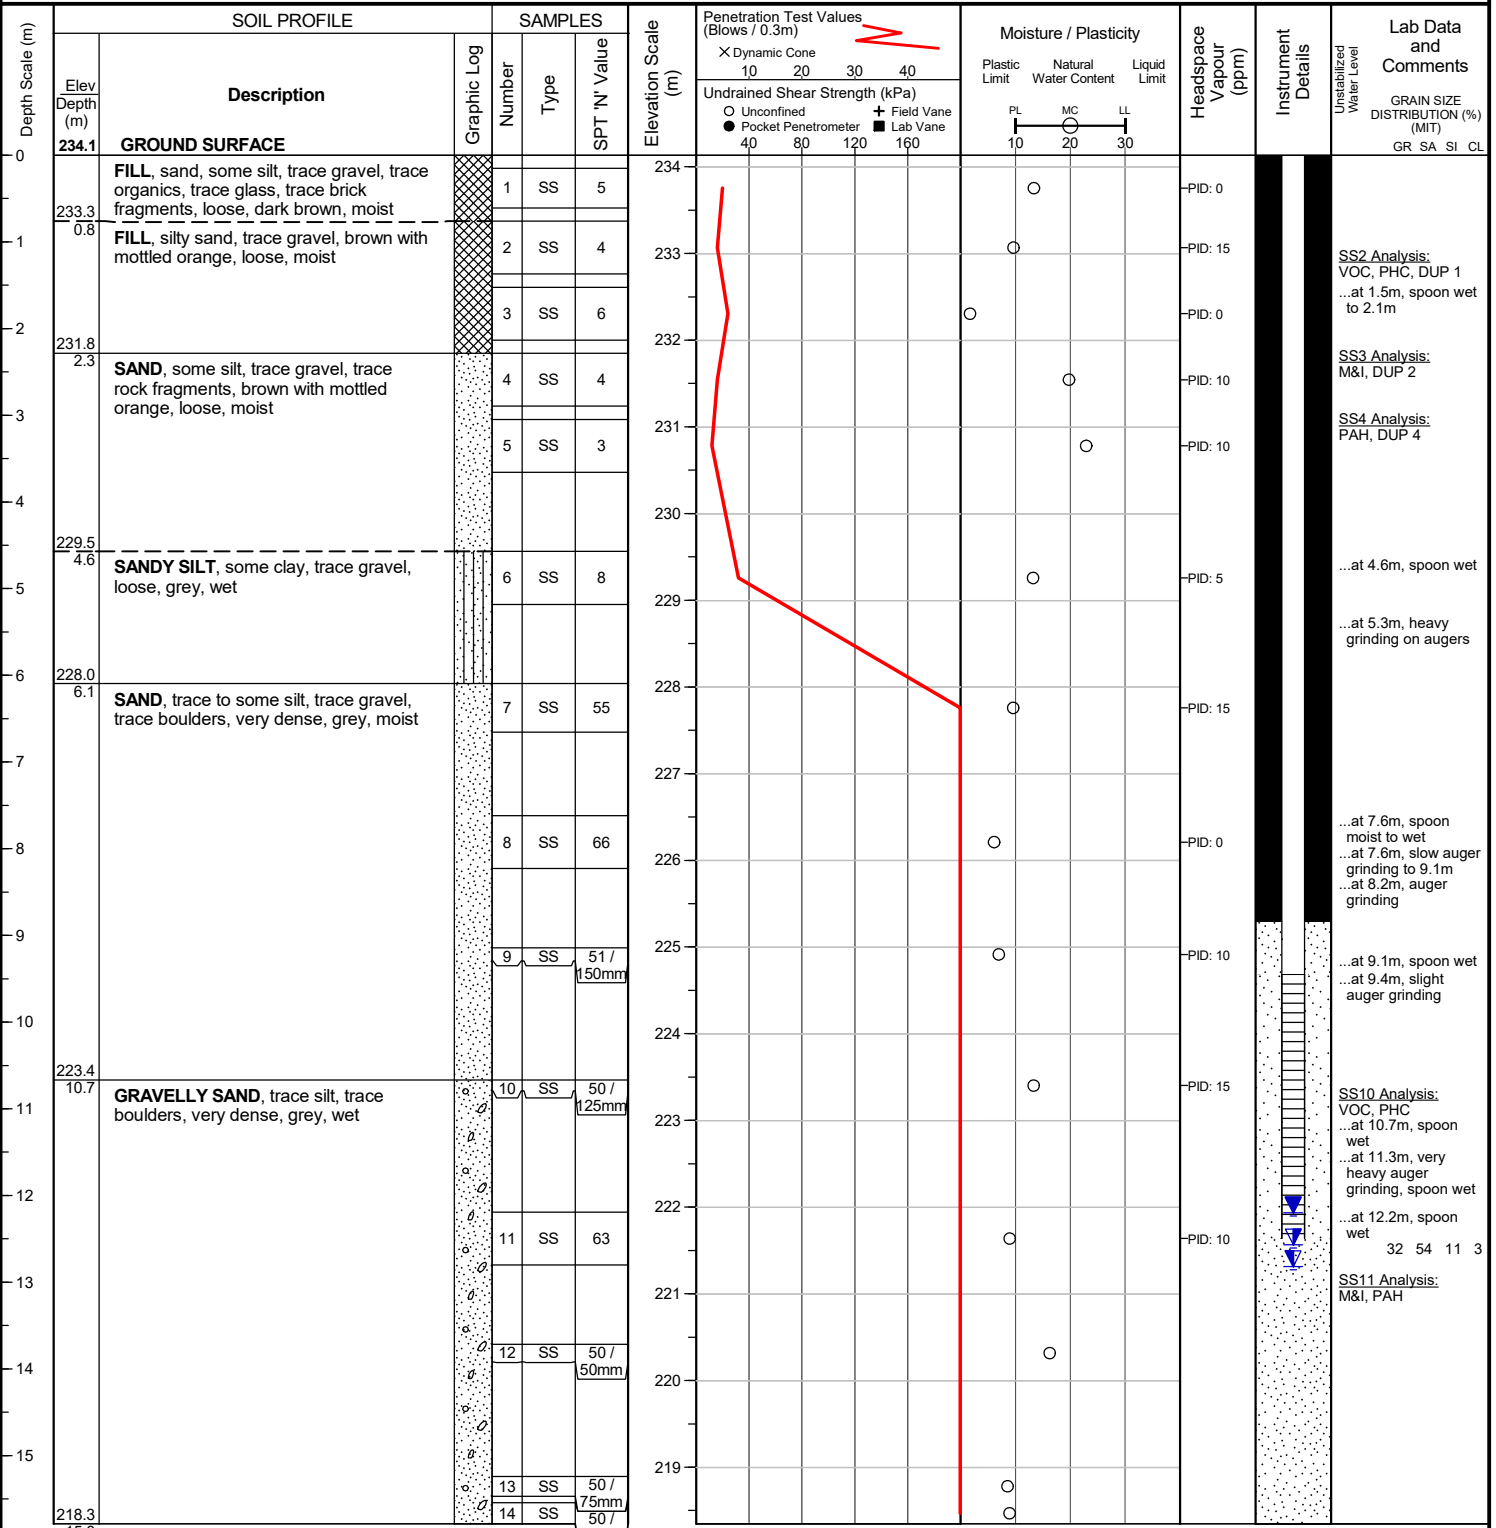 SOIL PROFILE
SAMPLES
Depth Scale (m)
Elev
Depth
(m)
Description
Graphic Log
Number
Type
SPT 'N' Value
Elevation Scale
(m)
Penetration Test Values
(Blows / 0.3m)
Dynamic Cone
10 20 30 40
Undrained Shear Strength (kPa)
Unconfined
Field Vane
Pocket Penetrometer
Lab Vane
40 80 120 160
Moisture / Plasticity
Plastic
Limit
Natural
Water Content
Liquid
Limit
PL MC LL
10 20 30
Headspace
Vapour
(ppm)
Instrument
Details
Unstabilized
Water Level
Lab Data
and
Comments
GRAIN SIZE
DISTRIBUTION (%)
(MIT)
GR SA SI CL
234.1 GROUND SURFACE
0
1
2
3
4
5
6
7
8
9
10
11
12
13
14
15
FILL, sand, some silt, trace gravel, trace
organics, trace glass, trace brick
fragments, loose, dark brown, moist
233.3
0.8
FILL, silty sand, trace gravel, brown with
mottled orange, loose, moist
231.8
2.3
SAND, some silt, trace gravel, trace
rock fragments, brown with mottled
orange, loose, moist
229.5
4.6
SANDY SILT, some clay, trace gravel,
loose, grey, wet
228.0
6.1
SAND, trace to some silt, trace gravel,
trace boulders, very dense, grey, moist
223.4
10.7
GRAVELLY SAND, trace silt, trace
boulders, very dense, grey, wet
218.3
1 SS 5
2 SS 4
3 SS 6
4 SS 4
5 SS 3
6 SS 8
7 SS 55
8 SS 66
9 SS 51 /
150mm
10 SS 50 /
125mm
11 SS 63
12 SS 50 /
50mm
13 SS 50 /
75mm
14 SS 50 /
234
233
232
231
230
229
228
227
226
225
224
223
222
221
220
219
PID: 0
PID: 15
PID: 0
PID: 10
PID: 10
PID: 5
PID: 15
PID: 0
PID: 10
PID: 15
PID: 10
SS2 Analysis:
VOC, PHC, DUP 1
...at 1.5m, spoon wet
to 2.1m
SS3 Analysis:
M&I, DUP 2
SS4 Analysis:
PAH, DUP 4
...at 4.6m, spoon wet
...at 5.3m, heavy
grinding on augers
...at 7.6m, spoon
moist to wet
...at 7.6m, slow auger
grinding to 9.1m
...at 8.2m, auger
grinding
...at 9.1m, spoon wet
...at 9.4m, slight
auger grinding
SS10 Analysis:
VOC, PHC
...at 10.7m, spoon
wet
...at 11.3m, very
heavy auger
grinding, spoon wet
...at 12.2m, spoon
wet
32 54 11 3
SS11 Analysis:
M&I, PAH